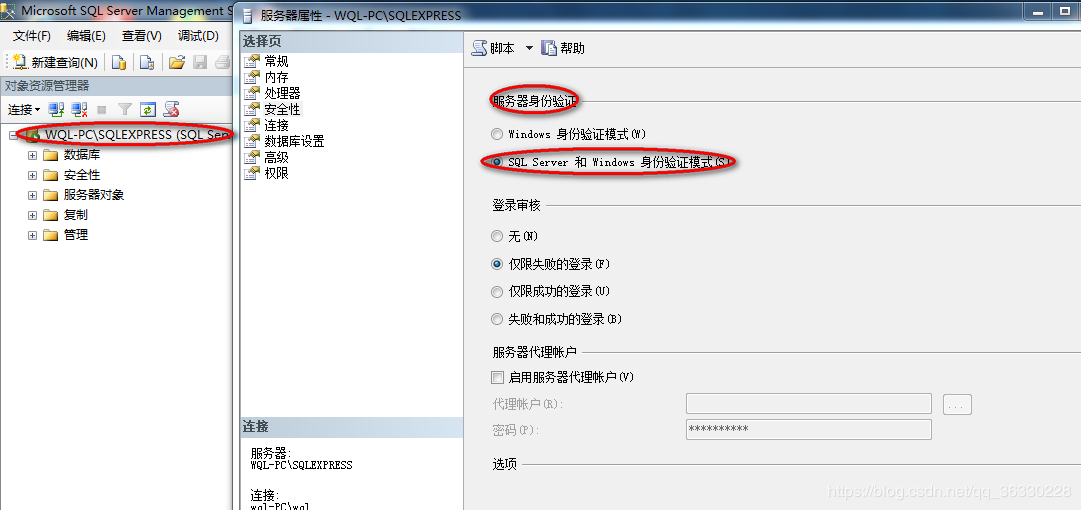 Microsoft SQL Server Management S
文件(F) 编辑(E) 查看(V) 调试(D)
新建查询(N)
对象资源管理器
连接
WQL-PC\SQLEXPRESS (SQL Ser
数据库
安全性
服务器对象
复制
管理
服务器属性 - WQL-PC\SQLEXPRESS
选择页
常规
内存
处理器
安全性
连接
数据库设置
高级
权限
连接
服务器:
WQL-PC\SQLEXPRESS
连接:
wql-PC\wql
脚本 帮助
服务器身份验证
Windows 身份验证模式(W)
SQL Server 和 Windows 身份验证模式(S)
登录审核
无(N)
仅限失败的登录(F)
仅限成功的登录(U)
失败和成功的登录(B)
服务器代理帐户
启用服务器代理帐户(V)
代理帐户(R):
...
密码(P):
**********
选项
https://blog.csdn.net/qq_36330228